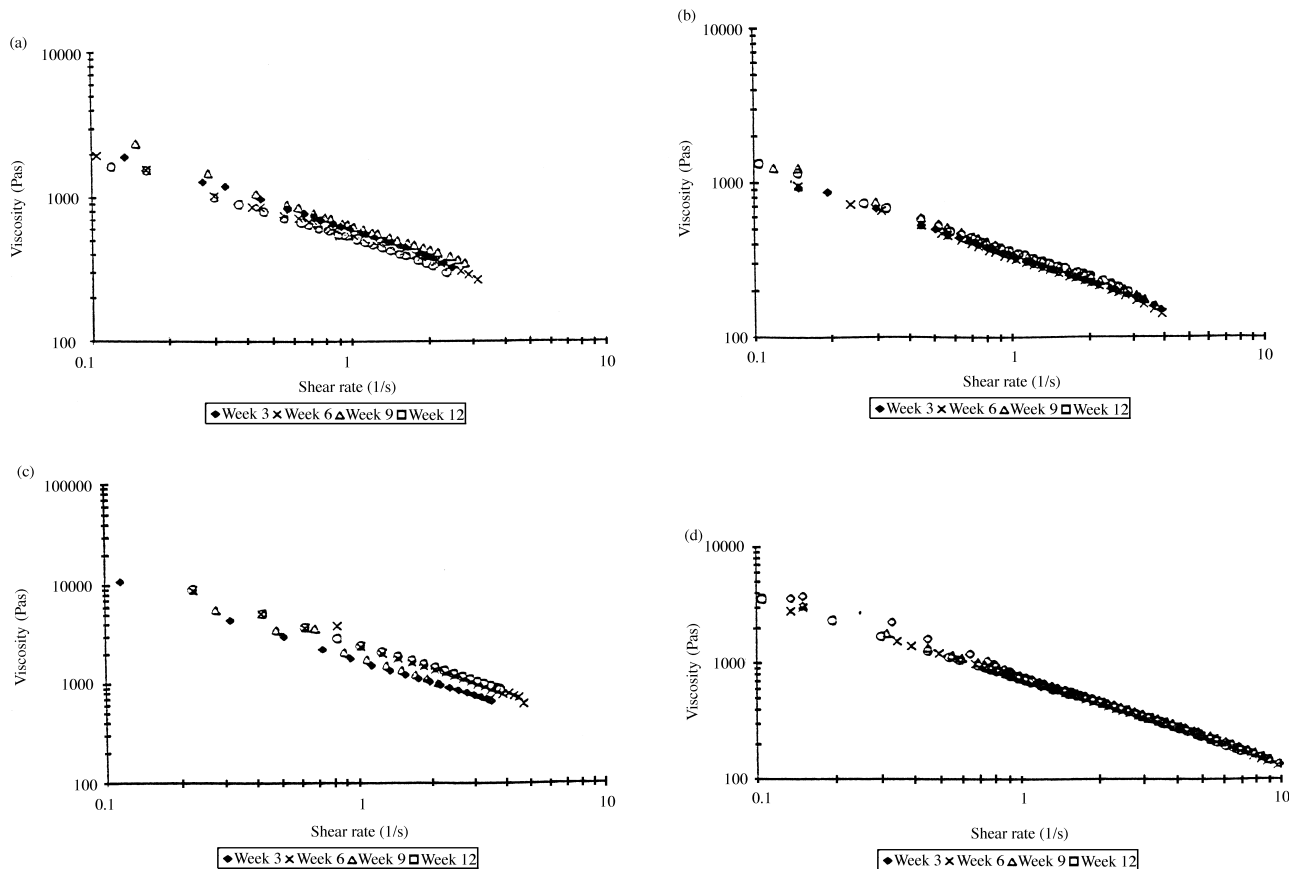 (a)
10000
1000
100
Viscosity (Pas)
0.1 1 10
Shear rate (1/s)
Week 3 Week 6 Week 9 Week 12
(b)
10000
1000
100
Viscosity (Pas)
0.1 1 10
Shear rate (1/s)
Week 3 Week 6 Week 9 Week 12
(c)
100000
10000
1000
100
Viscosity (Pas)
0.1 1 10
Shear rate (1/s)
Week 3 Week 6 Week 9 Week 12
(d)
10000
1000
100
Viscosity (Pas)
0.1 1 10
Shear rate (1/s)
Week 3 Week 6 Week 9 Week 12